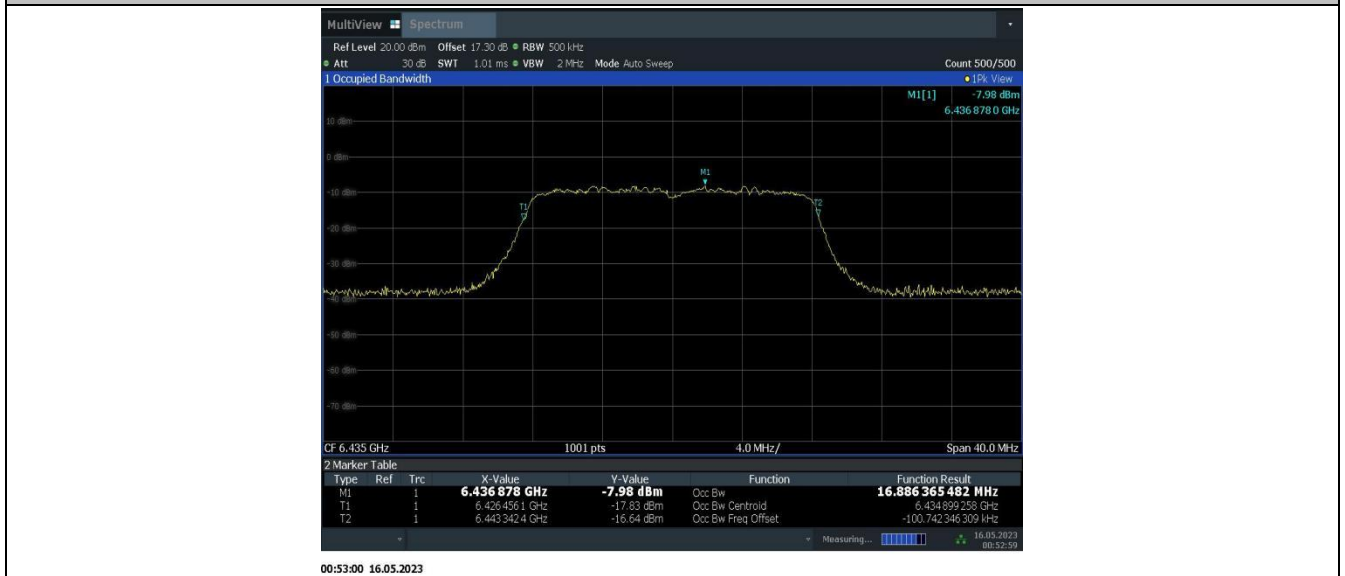 MultiView Spectrum
Ref Level 20.00 dBm Offset 17.30 dB RBW 500 kHz
Att 30 dB SWT 1.01 ms VBW 2 MHz Mode Auto Sweep Count 500/500
1 Occupied Bandwidth 1Pk View
M1[1] -7.98 dBm
6.436 878 0 GHz
10 dBm
0 dBm
M1
-10 dBm
T1 T2
-20 dBm
-30 dBm
-40 dBm
-50 dBm
-60 dBm
-70 dBm
CF 6.435 GHz 1001 pts 4.0 MHz/ Span 40.0 MHz
2 Marker Table
Type Ref Trc X-Value Y-Value Function Function Result
M1 1 6.436 878 GHz -7.98 dBm Occ Bw 16.886 365 482 MHz
T1 1 6.426 456 1 GHz -17.83 dBm Occ Bw Centroid 6.434 899 258 GHz
T2 1 6.443 342 4 GHz -16.64 dBm Occ Bw Freq Offset -100.742 346 309 kHz
Measuring... 16.05.2023
00:52:59
00:53:00 16.05.2023